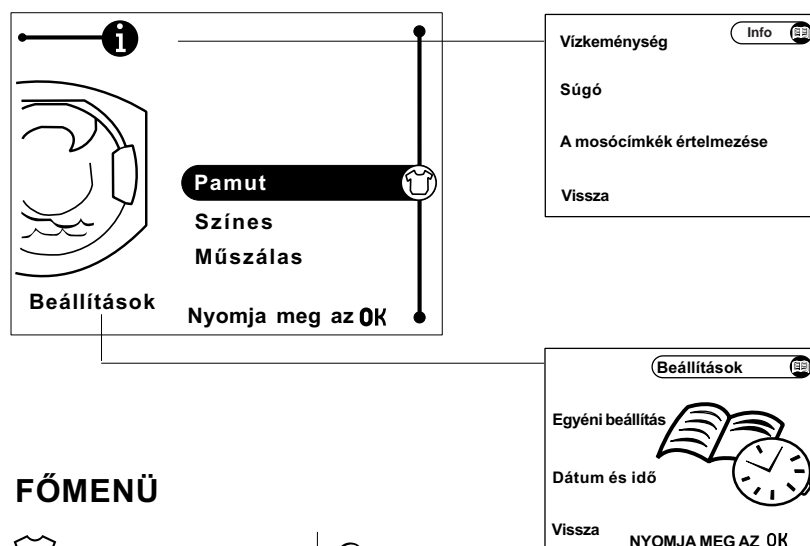 Pamut
Színes
Műszálas
Beállítások
Nyomja meg az OK
Info
Vízkeménység
Súgó
A mosócímkék értelmezése
Vissza
Beállítások
Egyéni beállítás
Dátum és idő
Vissza
NYOMJA MEG AZ OK
FŐMENÜ